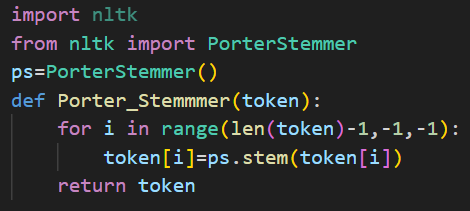 import nltk
from nltk import PorterStemmer
ps=PorterStemmer()
def Porter_Stemmmer(token):
    for i in range(len(token)-1,-1,-1):
        token[i]=ps.stem(token[i])
    return token